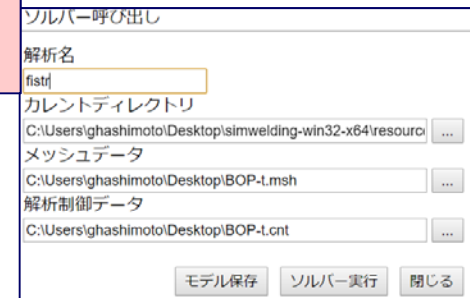 ソルバー呼び出し
解析名
fistr
カレントディレクトリ
C:\Users\ghashimoto\Desktop\simwelding-win32-x64\resourc ...
メッシュデータ
C:\Users\ghashimoto\Desktop\BOP-t.msh ...
解析制御データ
C:\Users\ghashimoto\Desktop\BOP-t.cnt ...
モデル保存 ソルバー実行 閉じる